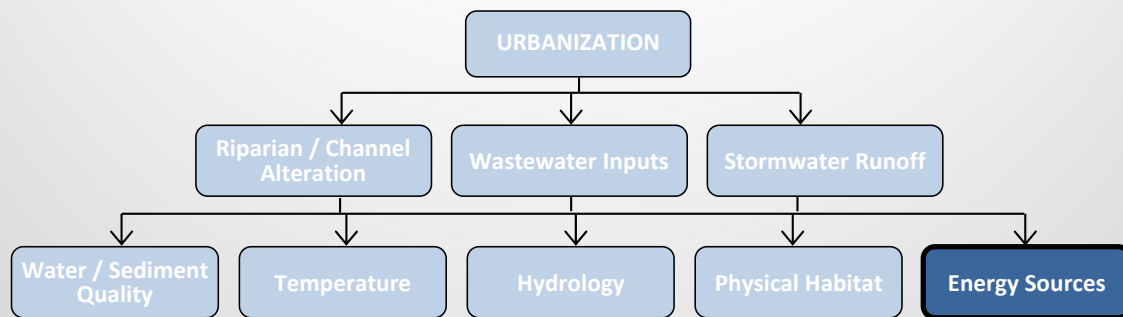 URBANIZATION
Riparian / Channel
Alteration
Wastewater Inputs
Stormwater Runoff
Water / Sediment
Quality
Temperature
Hydrology
Physical Habitat
Energy Sources